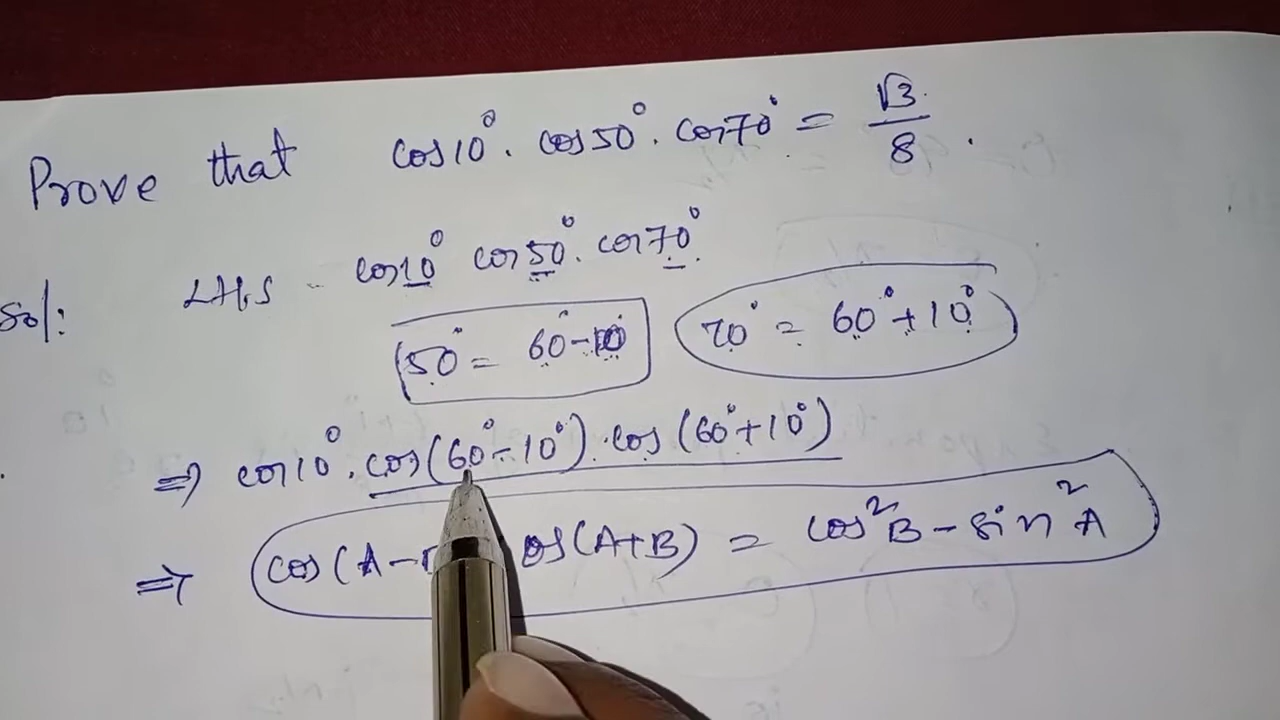 Prove that cos10°. cos50°. cos70° = √3/8.
Sol: LHS - cos10° cos50°. cos70°.
50° = 60°-10° 70° = 60°+10°
⇒ cos10°. cos(60°-10°). cos(60°+10°)
⇒ cos(A- os(A+B) = cos²B - sin²A